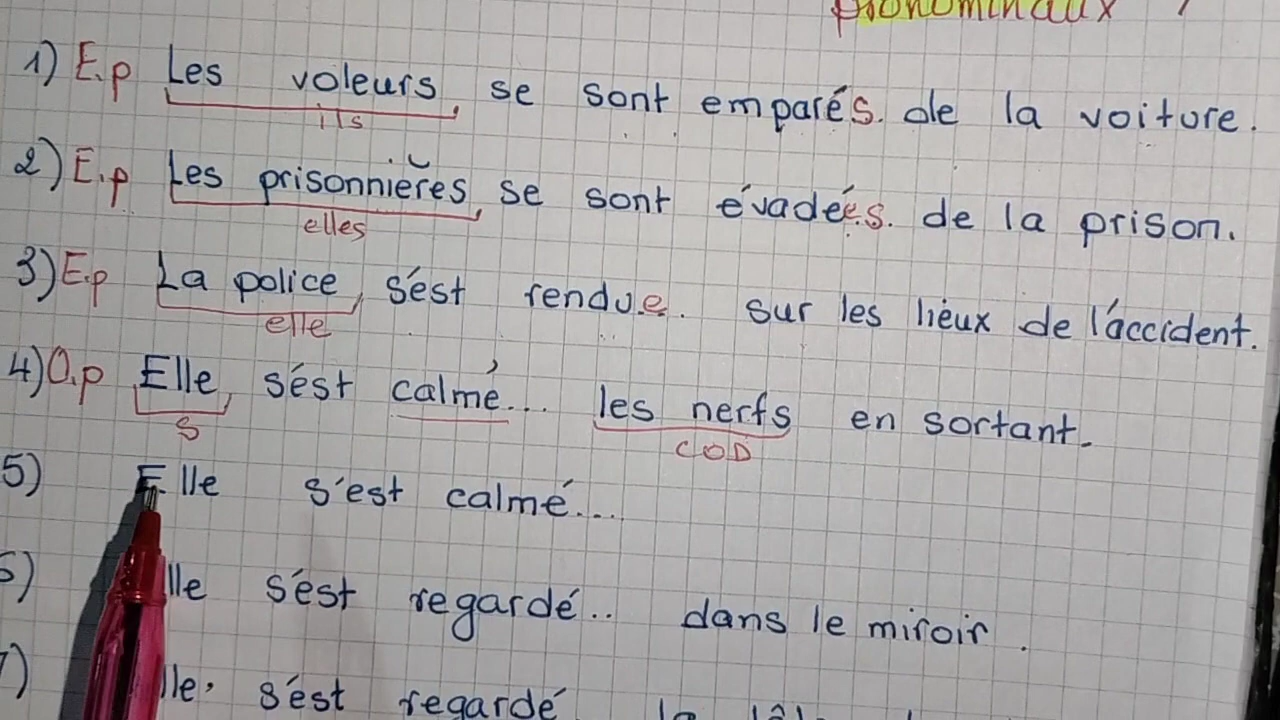 pronominaux
1) E.p Les voleurs, se sont emparés. de la voiture.
ils
2) E.p Les prisonnières, se sont évadées. de la prison.
elles
3) E.p La police, s'est rendue. sur les lieux de l'accident.
elle
4) O.p Elle, s'est calmé... les nerfs en sortant.
S COD
5) Elle s'est calmé...
6) lle s'est regardé.. dans le miroir.
7) lle. s'est regardé